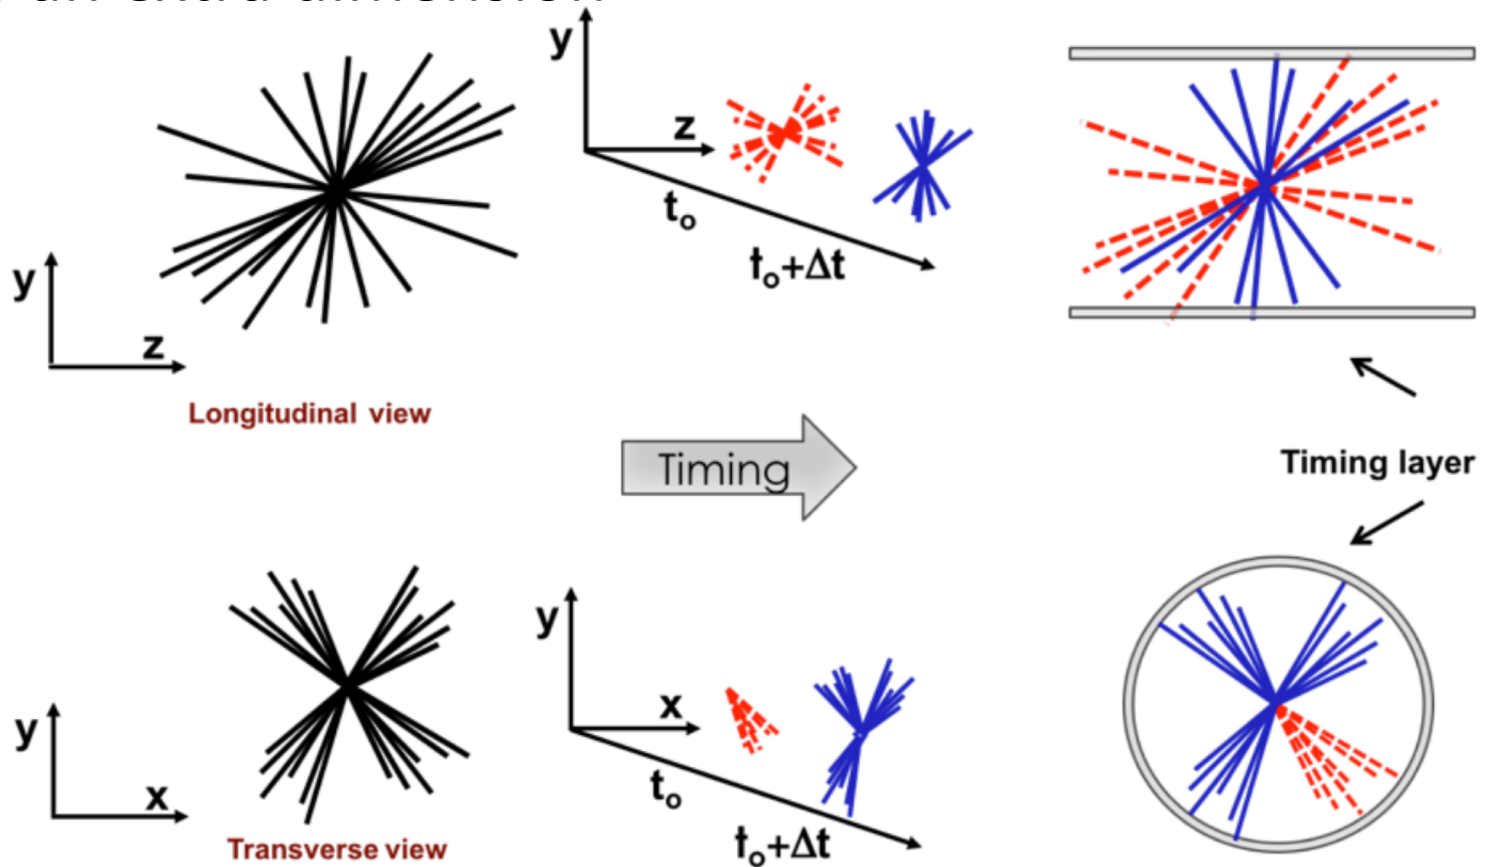 y
z
Longitudinal view
y
z
t₀
t₀+Δt
Timing
Timing layer
y
x
Transverse view
y
x
t₀
t₀+Δt